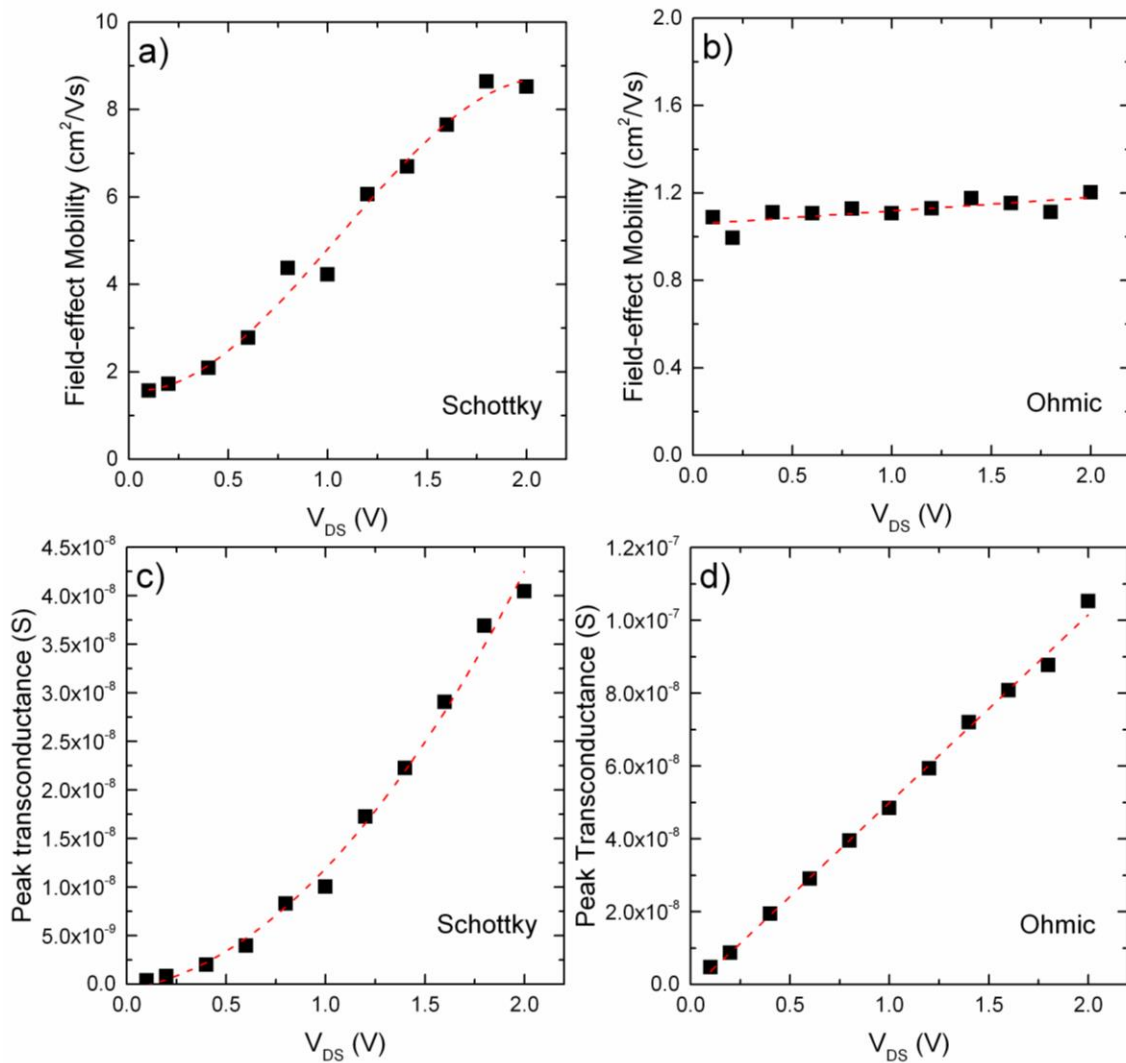 a)
Field-effect Mobility (cm²/Vs)
10
8
6
4
2
0
0.0 0.5 1.0 1.5 2.0
V_DS (V)
Schottky
b)
Field-effect Mobility (cm²/Vs)
2.0
1.6
1.2
0.8
0.4
0.0
0.0 0.5 1.0 1.5 2.0
V_DS (V)
Ohmic
c)
Peak transconductance (S)
4.5x10⁻⁸
4.0x10⁻⁸
3.5x10⁻⁸
3.0x10⁻⁸
2.5x10⁻⁸
2.0x10⁻⁸
1.5x10⁻⁸
1.0x10⁻⁸
5.0x10⁻⁹
0.0
0.0 0.5 1.0 1.5 2.0
V_DS (V)
Schottky
d)
Peak Transconductance (S)
1.2x10⁻⁷
1.0x10⁻⁷
8.0x10⁻⁸
6.0x10⁻⁸
4.0x10⁻⁸
2.0x10⁻⁸
0.0
0.0 0.5 1.0 1.5 2.0
V_DS (V)
Ohmic